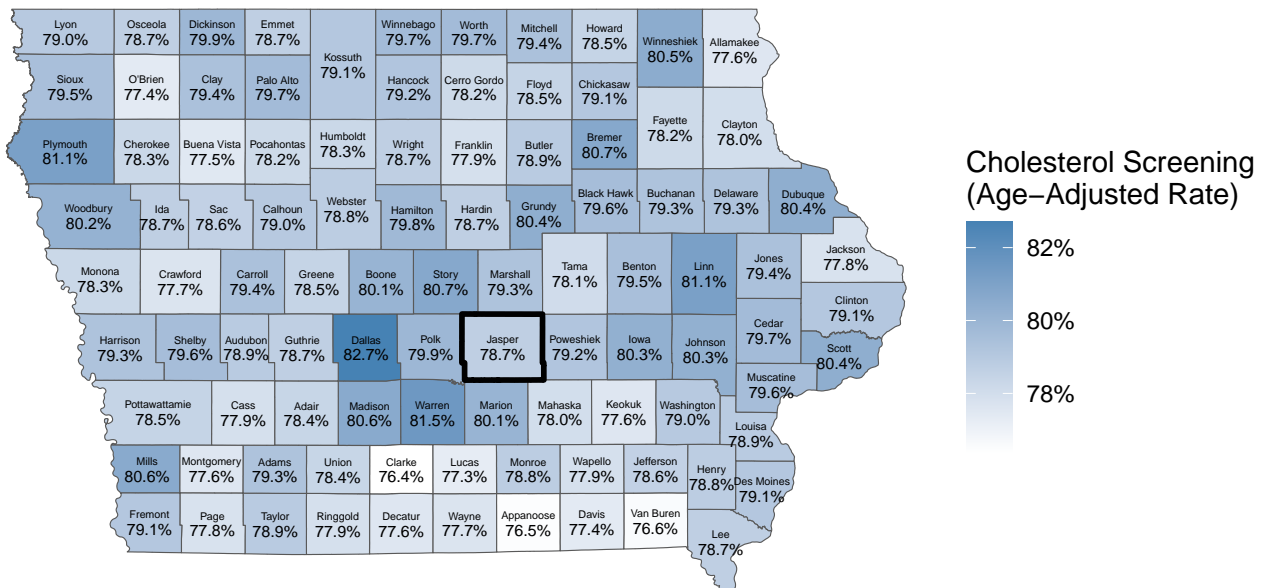 Lyon
79.0%
Osceola
78.7%
Dickinson
79.9%
Emmet
78.7%
Kossuth
79.1%
Winnebago
79.7%
Worth
79.7%
Mitchell
79.4%
Howard
78.5%
Winneshiek
80.5%
Allamakee
77.6%
Sioux
79.5%
O'Brien
77.4%
Clay
79.4%
Palo Alto
79.7%
Hancock
79.2%
Cerro Gordo
78.2%
Floyd
78.5%
Chickasaw
79.1%
Fayette
78.2%
Clayton
78.0%
Plymouth
81.1%
Cherokee
78.3%
Buena Vista
77.5%
Pocahontas
78.2%
Humboldt
78.3%
Wright
78.7%
Franklin
77.9%
Butler
78.9%
Bremer
80.7%
Woodbury
80.2%
Ida
78.7%
Sac
78.6%
Calhoun
79.0%
Webster
78.8%
Hamilton
79.8%
Hardin
78.7%
Grundy
80.4%
Black Hawk
79.6%
Buchanan
79.3%
Delaware
79.3%
Dubuque
80.4%
Monona
78.3%
Crawford
77.7%
Carroll
79.4%
Greene
78.5%
Boone
80.1%
Story
80.7%
Marshall
79.3%
Tama
78.1%
Benton
79.5%
Linn
81.1%
Jones
79.4%
Jackson
77.8%
Clinton
79.1%
Harrison
79.3%
Shelby
79.6%
Audubon
78.9%
Guthrie
78.7%
Dallas
82.7%
Polk
79.9%
Jasper
78.7%
Poweshiek
79.2%
Iowa
80.3%
Johnson
80.3%
Cedar
79.7%
Scott
80.4%
Muscatine
79.6%
Pottawattamie
78.5%
Cass
77.9%
Adair
78.4%
Madison
80.6%
Warren
81.5%
Marion
80.1%
Mahaska
78.0%
Keokuk
77.6%
Washington
79.0%
Louisa
78.9%
Mills
80.6%
Montgomery
77.6%
Adams
79.3%
Union
78.4%
Clarke
76.4%
Lucas
77.3%
Monroe
78.8%
Wapello
77.9%
Jefferson
78.6%
Henry
78.8%
Des Moines
79.1%
Fremont
79.1%
Page
77.8%
Taylor
78.9%
Ringgold
77.9%
Decatur
77.6%
Wayne
77.7%
Appanoose
76.5%
Davis
77.4%
Van Buren
76.6%
Lee
78.7%
Cholesterol Screening
(Age−Adjusted Rate)
82%
80%
78%